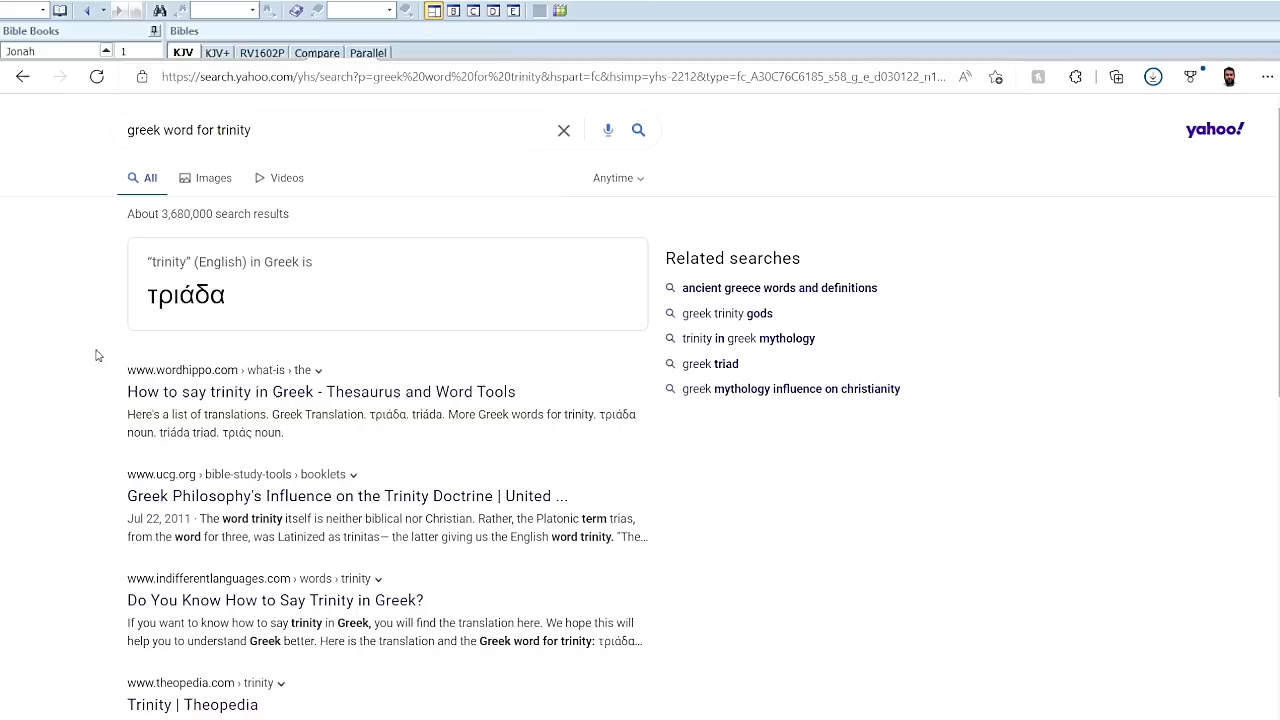 Bible Books
Bibles
Jonah
1
KJV
KJV+
RV1602P
Compare
Parallel
https://search.yahoo.com/yhs/search?p=greek%20word%20for%20trinity&hspart=fc&hsimp=yhs-2212&type=fc_A30C76C6185_s58_g_e_d030122_n1...
greek word for trinity
yahoo!
All
Images
Videos
Anytime
About 3,680,000 search results
“trinity” (English) in Greek is
τριάδα
www.wordhippo.com › what-is › the
How to say trinity in Greek - Thesaurus and Word Tools
Here's a list of translations. Greek Translation. τριάδα. triáda. More Greek words for trinity. τριάδα
noun. triáda triad. τριάς noun.
www.ucg.org › bible-study-tools › booklets
Greek Philosophy's Influence on the Trinity Doctrine | United ...
Jul 22, 2011 · The word trinity itself is neither biblical nor Christian. Rather, the Platonic term trias,
from the word for three, was Latinized as trinitas— the latter giving us the English word trinity. "The...
www.indifferentlanguages.com › words › trinity
Do You Know How to Say Trinity in Greek?
If you want to know how to say trinity in Greek, you will find the translation here. We hope this will
help you to understand Greek better. Here is the translation and the Greek word for trinity: τριάδα...
www.theopedia.com › trinity
Trinity | Theopedia
Related searches
ancient greece words and definitions
greek trinity gods
trinity in greek mythology
greek triad
greek mythology influence on christianity